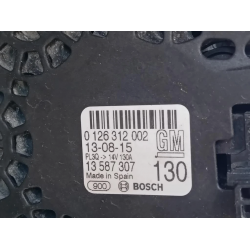 0 126 312 002
13-08-15
GM
FL3Q -> 14V 130A
13 587 307
130
Made in Spain
900
BOSCH